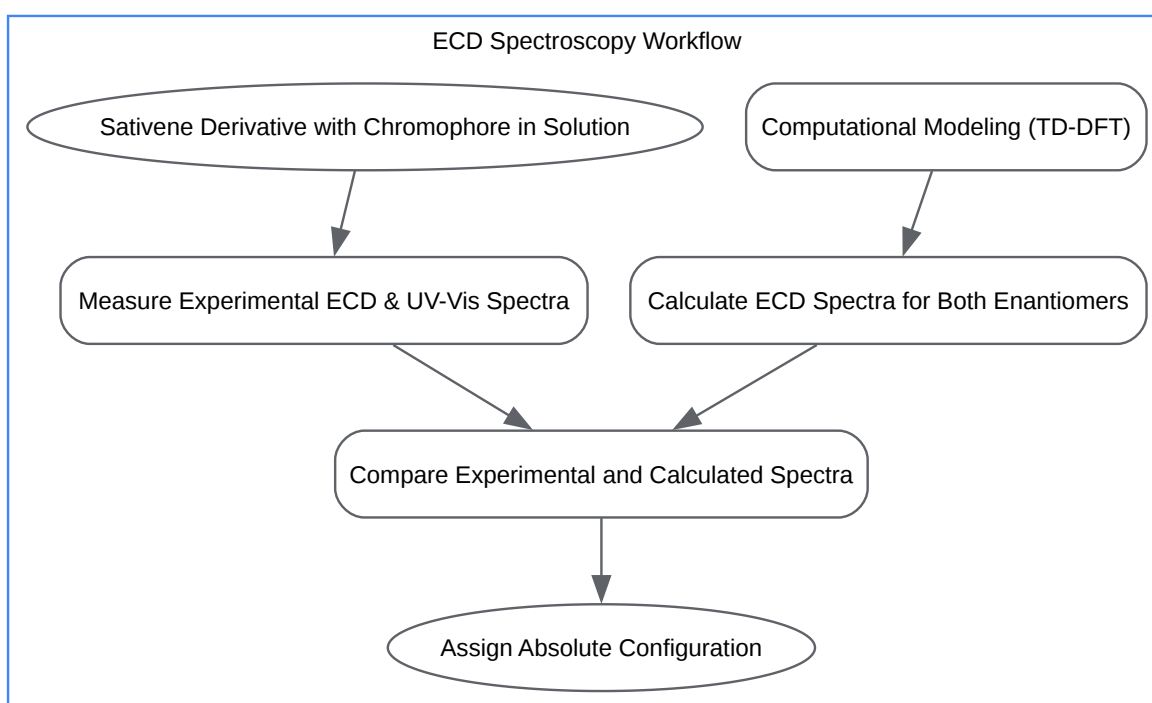 ECD Spectroscopy Workflow
Sativene Derivative with Chromophore in Solution
Computational Modeling (TD-DFT)
Measure Experimental ECD & UV-Vis Spectra
Calculate ECD Spectra for Both Enantiomers
Compare Experimental and Calculated Spectra
Assign Absolute Configuration